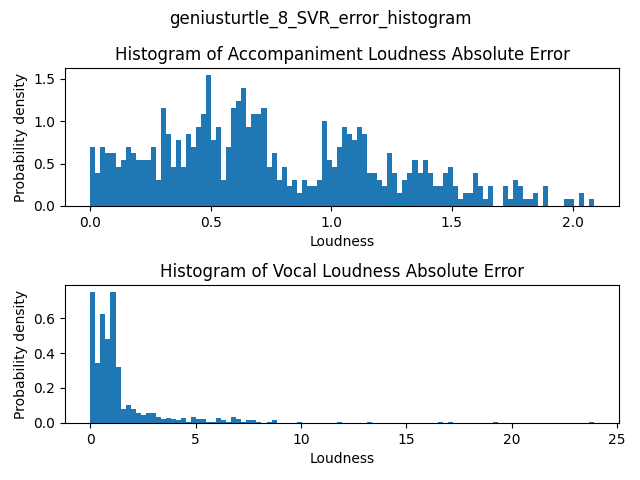 geniusturtle_8_SVR_error_histogram
Histogram of Accompaniment Loudness Absolute Error
Probability density
1.5
1.0
0.5
0.0
0.0 0.5 1.0 1.5 2.0
Loudness
Histogram of Vocal Loudness Absolute Error
Probability density
0.6
0.4
0.2
0.0
0 5 10 15 20 25
Loudness